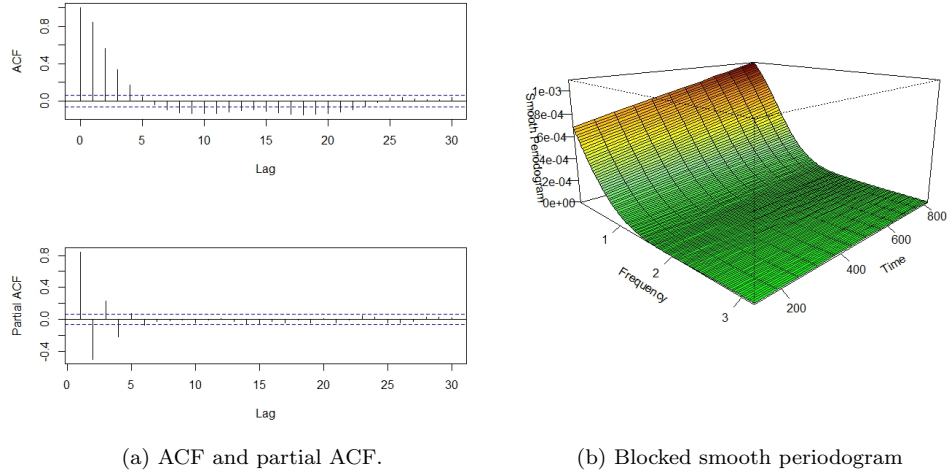 ACF
0.0 0.4 0.8
0 5 10 15 20 25 30
Lag
Partial ACF
-0.4 0.0 0.4 0.8
0 5 10 15 20 25 30
Lag
(a) ACF and partial ACF.
Smooth Periodogram
0e+00
2e-04
4e-04
6e-04
8e-04
1e-03
Frequency
1 2 3
Time
200 400 600 800
(b) Blocked smooth periodogram